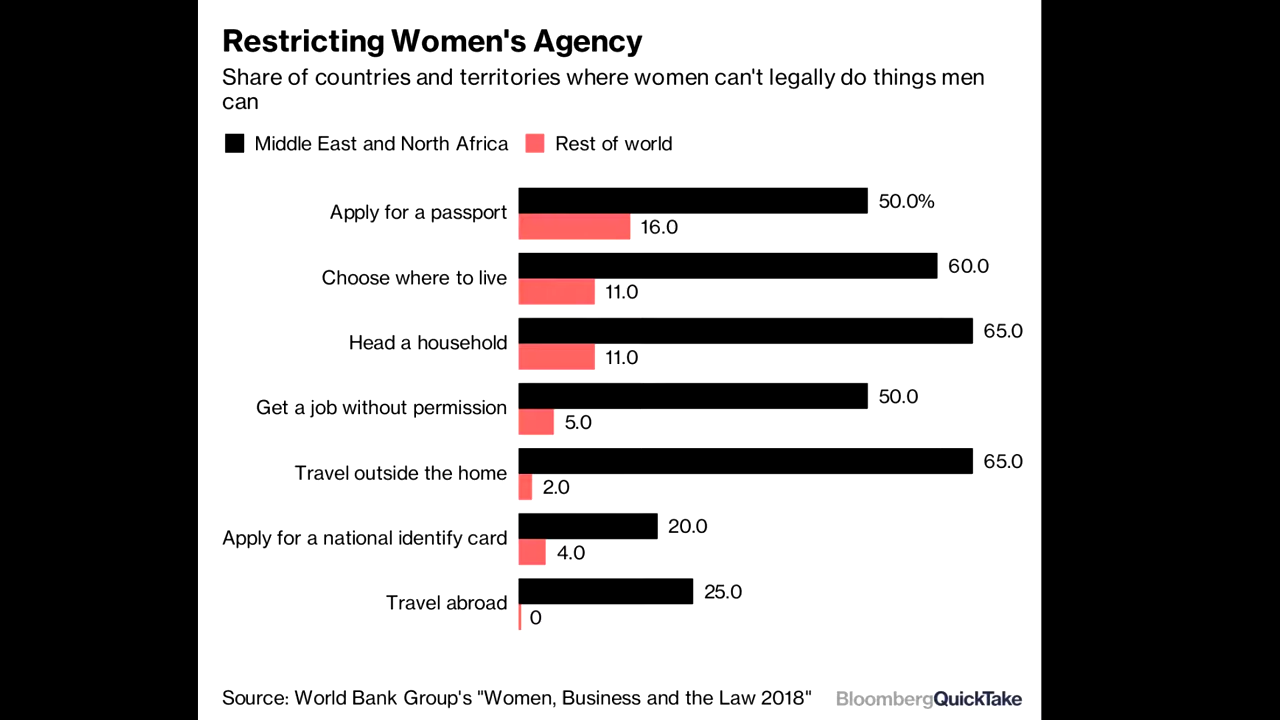 Restricting Women's Agency
Share of countries and territories where women can't legally do things men
can
Middle East and North Africa Rest of world
Apply for a passport 50.0%
16.0
Choose where to live 60.0
11.0
Head a household 65.0
11.0
Get a job without permission 50.0
5.0
Travel outside the home 65.0
2.0
Apply for a national identify card 20.0
4.0
Travel abroad 25.0
0
Source: World Bank Group's "Women, Business and the Law 2018" BloombergQuickTake